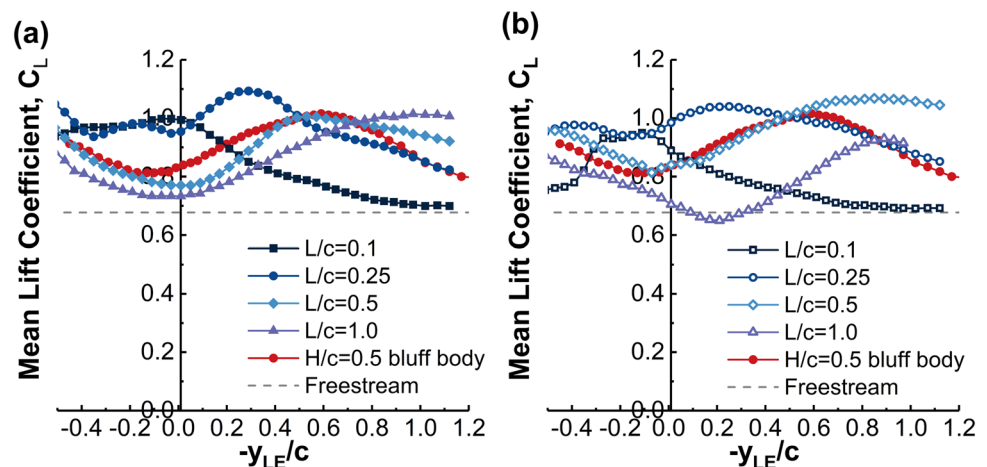 (a)
Mean Lift Coefficient, CL
1.2
1.0
0.8
0.6
0.4
0.2
0.0
-0.4 -0.2 0.0 0.2 0.4 0.6 0.8 1.0 1.2
-yLE/c
L/c=0.1
L/c=0.25
L/c=0.5
L/c=1.0
H/c=0.5 bluff body
Freestream
(b)
Mean Lift Coefficient, CL
1.2
1.0
0.8
0.6
0.4
0.2
0.0
-0.4 -0.2 0.0 0.2 0.4 0.6 0.8 1.0 1.2
-yLE/c
L/c=0.1
L/c=0.25
L/c=0.5
L/c=1.0
H/c=0.5 bluff body
Freestream